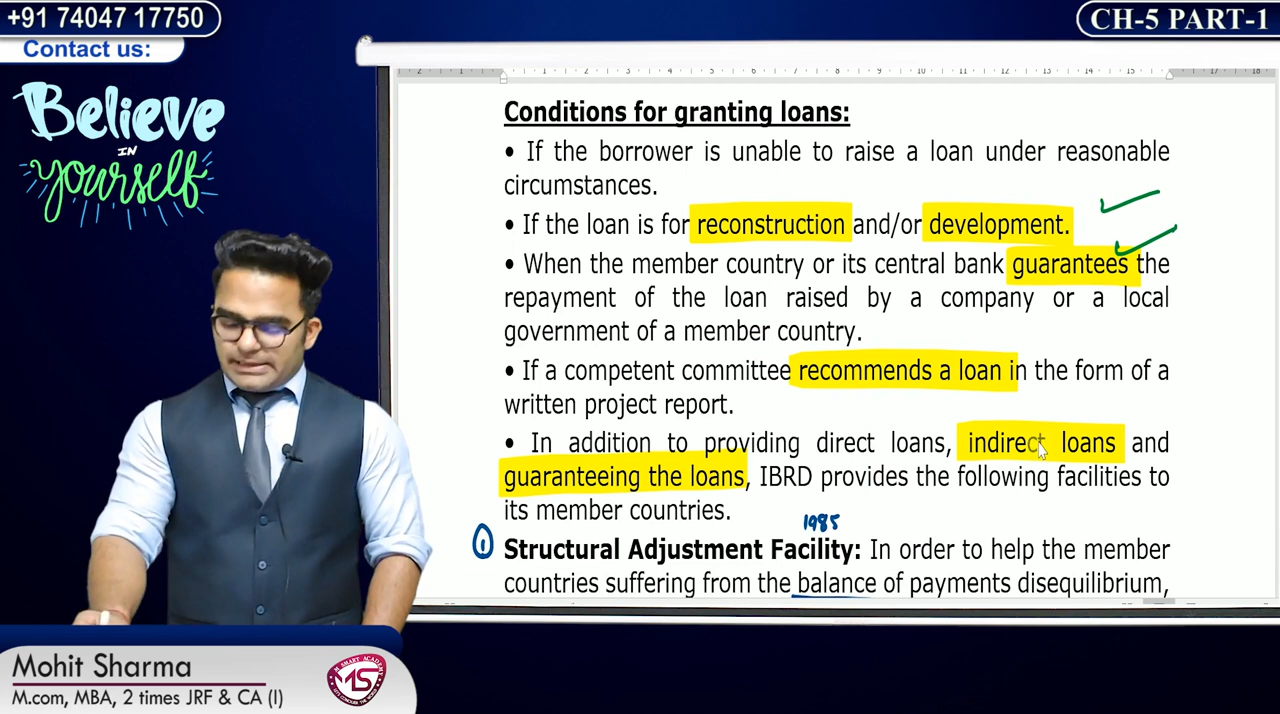 +91 74047 17750
Contact us:
CH-5 PART-1
Believe
IN
yourself
Conditions for granting loans:
• If the borrower is unable to raise a loan under reasonable
circumstances.
• If the loan is for reconstruction and/or development.
• When the member country or its central bank guarantees the
repayment of the loan raised by a company or a local
government of a member country.
• If a competent committee recommends a loan in the form of a
written project report.
• In addition to providing direct loans, indirect loans and
guaranteeing the loans, IBRD provides the following facilities to
its member countries.
1985
1 Structural Adjustment Facility: In order to help the member
countries suffering from the balance of payments disequilibrium,
Mohit Sharma
M.com, MBA, 2 times JRF & CA (I)
M SMART ACADEMY
MS